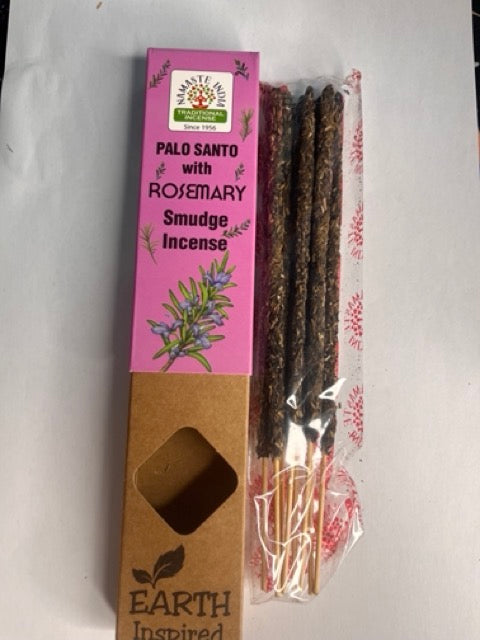 NAMASTE INDIA
TRADITIONAL
INCENSE
Since 1956
PALO SANTO
with
ROSEMARY
Smudge
Incense
EARTH
Inspired